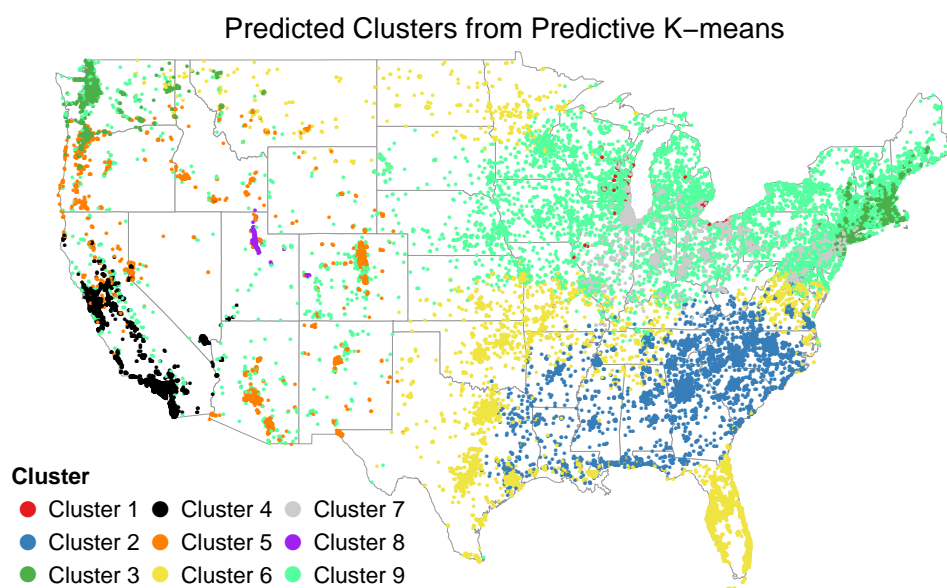 Predicted Clusters from Predictive K−means
Cluster
Cluster 1 Cluster 4 Cluster 7
Cluster 2 Cluster 5 Cluster 8
Cluster 3 Cluster 6 Cluster 9